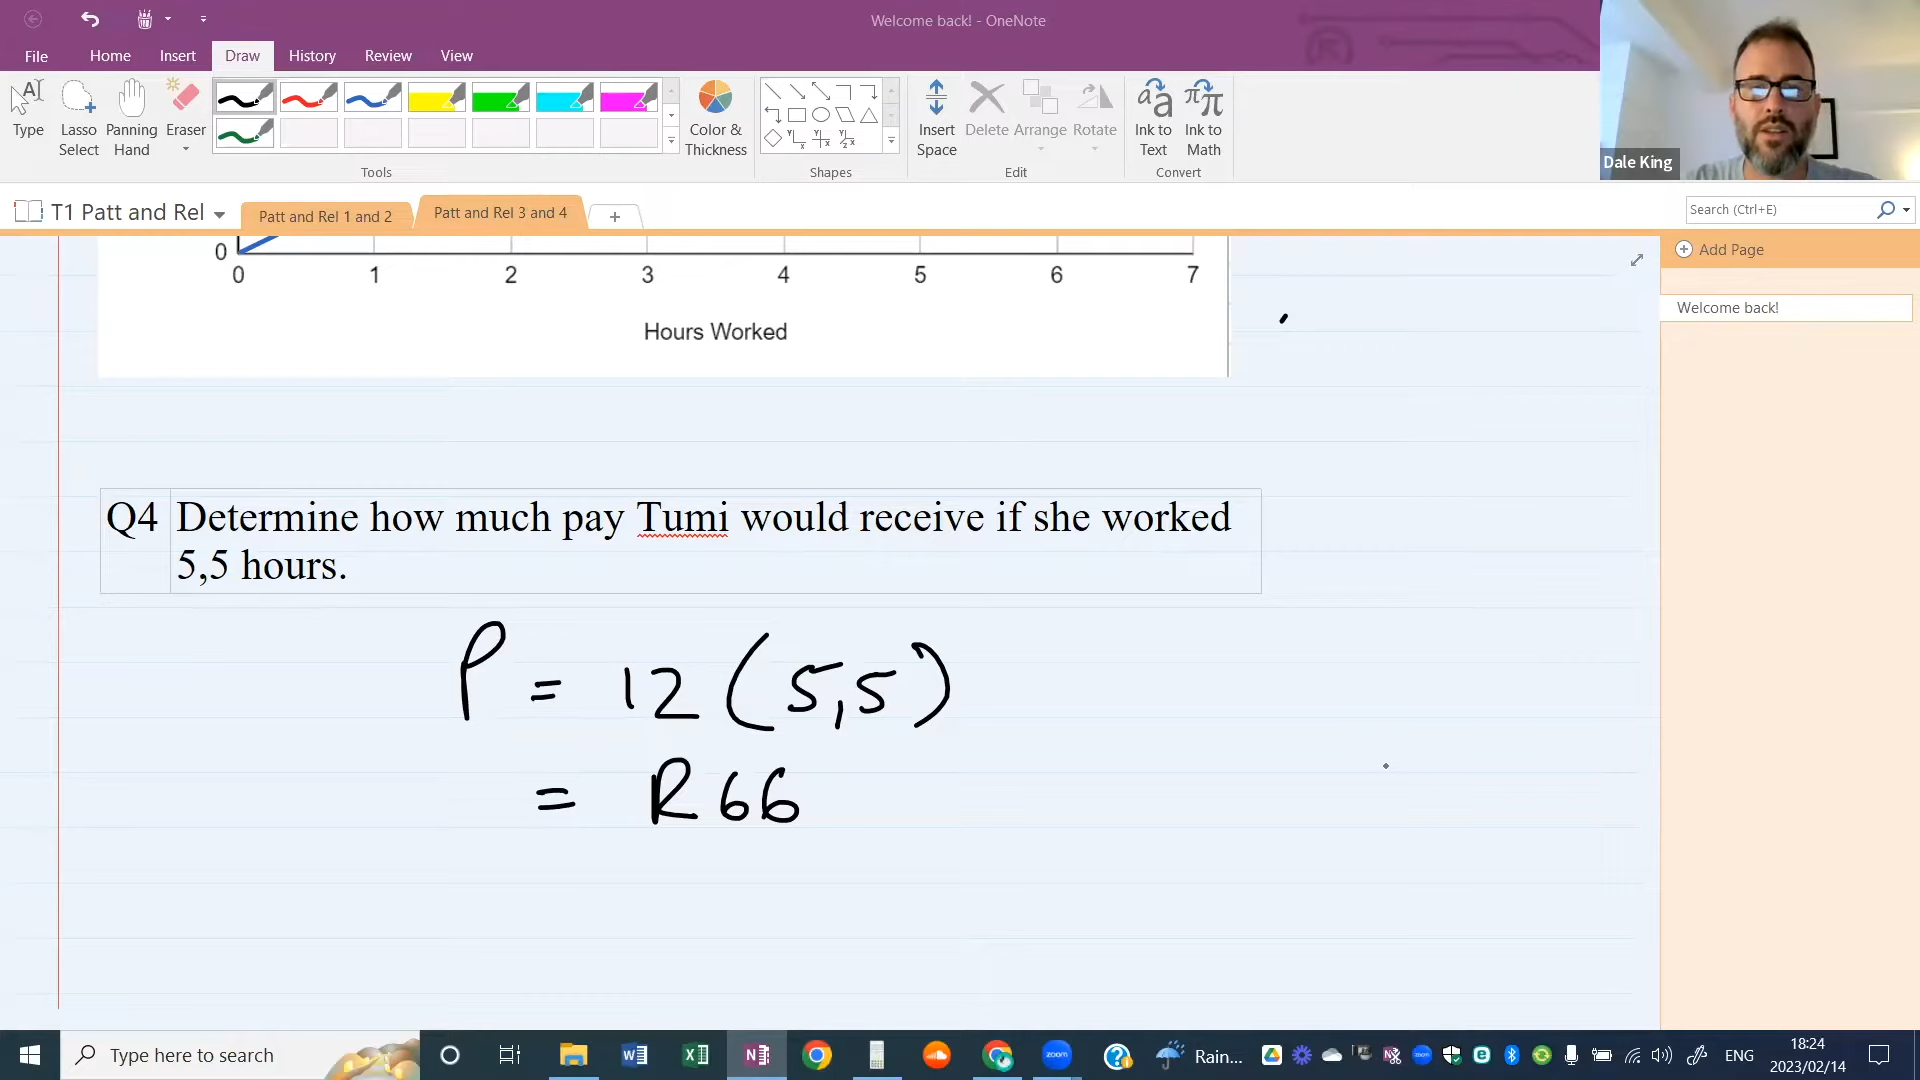 Welcome back! - OneNote
File Home Insert Draw History Review View
Type
Lasso Select
Panning Hand
Eraser
Color & Thickness
Insert Space
Delete
Arrange
Rotate
Ink to Text
Ink to Math
Tools
Shapes
Edit
Convert
Dale King
T1 Patt and Rel
Patt and Rel 1 and 2
Patt and Rel 3 and 4
Search (Ctrl+E)
Add Page
Welcome back!
0
0 1 2 3 4 5 6 7
Hours Worked
Q4 Determine how much pay Tumi would receive if she worked
5,5 hours.
P = 12 (5,5)
= R66
Type here to search
zoom
Rain...
ENG
18:24
2023/02/14